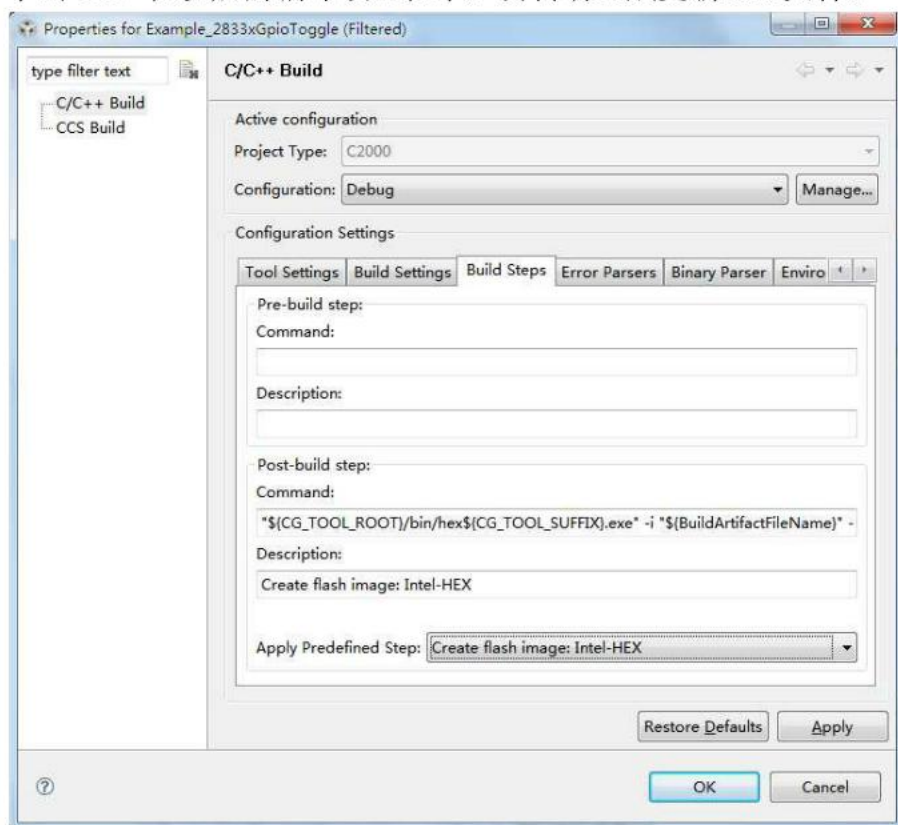 Properties for Example_2833xGpioToggle (Filtered)
type filter text
C/C++ Build
CCS Build
C/C++ Build
Active configuration
Project Type: C2000
Configuration: Debug
Manage...
Configuration Settings
Tool Settings
Build Settings
Build Steps
Error Parsers
Binary Parser
Enviro
Pre-build step:
Command:
Description:
Post-build step:
Command:
"${CG_TOOL_ROOT}/bin/hex${CG_TOOL_SUFFIX}.exe" -i "${BuildArtifactFileName}" -
Description:
Create flash image: Intel-HEX
Apply Predefined Step: Create flash image: Intel-HEX
Restore Defaults
Apply
OK
Cancel